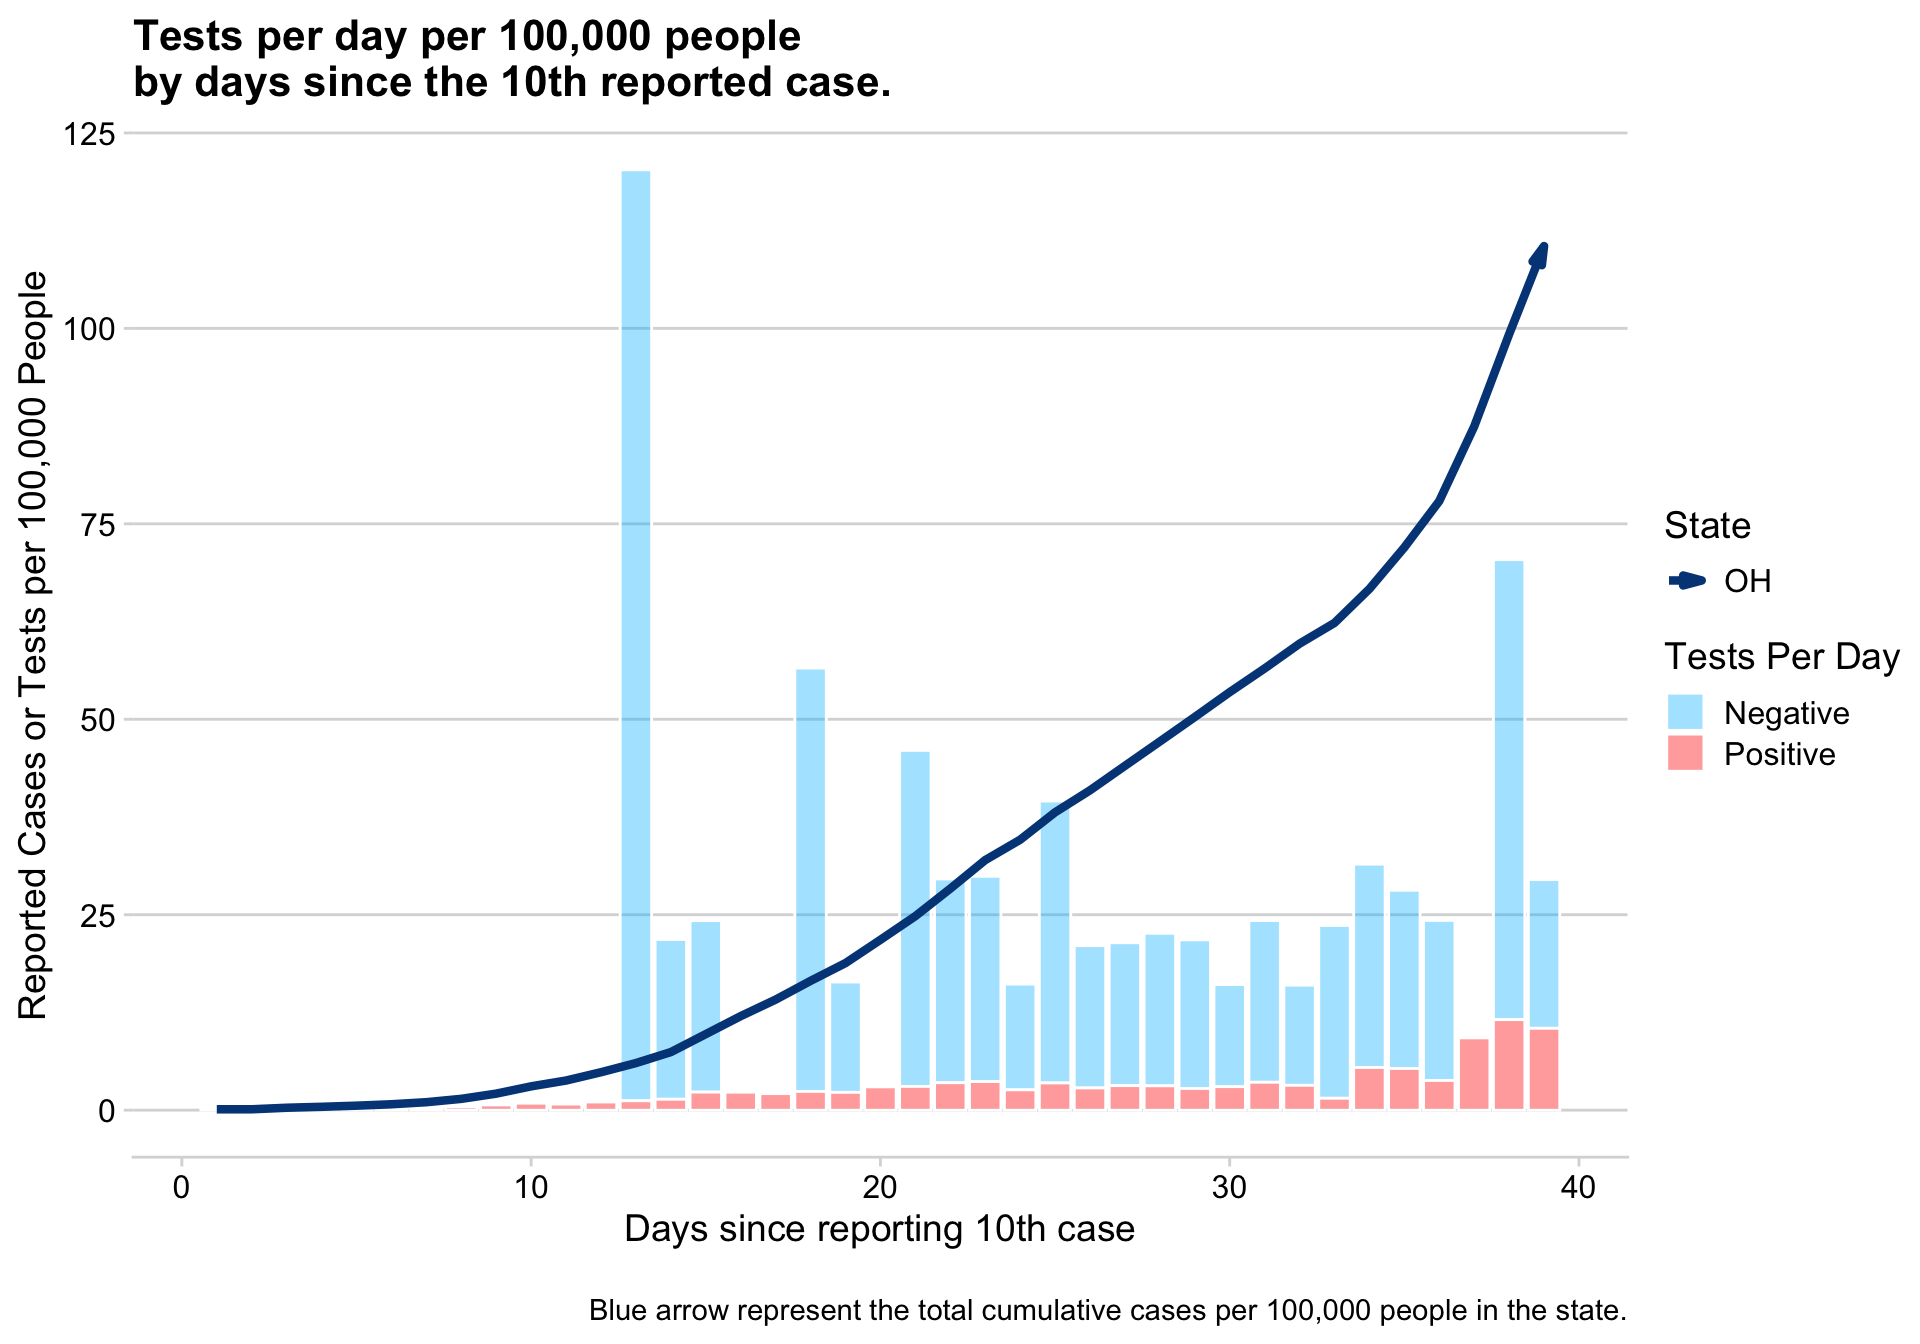 Tests per day per 100,000 people
by days since the 10th reported case.
Reported Cases or Tests per 100,000 People
125
100
75
50
25
0
0 10 20 30 40
Days since reporting 10th case
State
OH
Tests Per Day
Negative
Positive
Blue arrow represent the total cumulative cases per 100,000 people in the state.